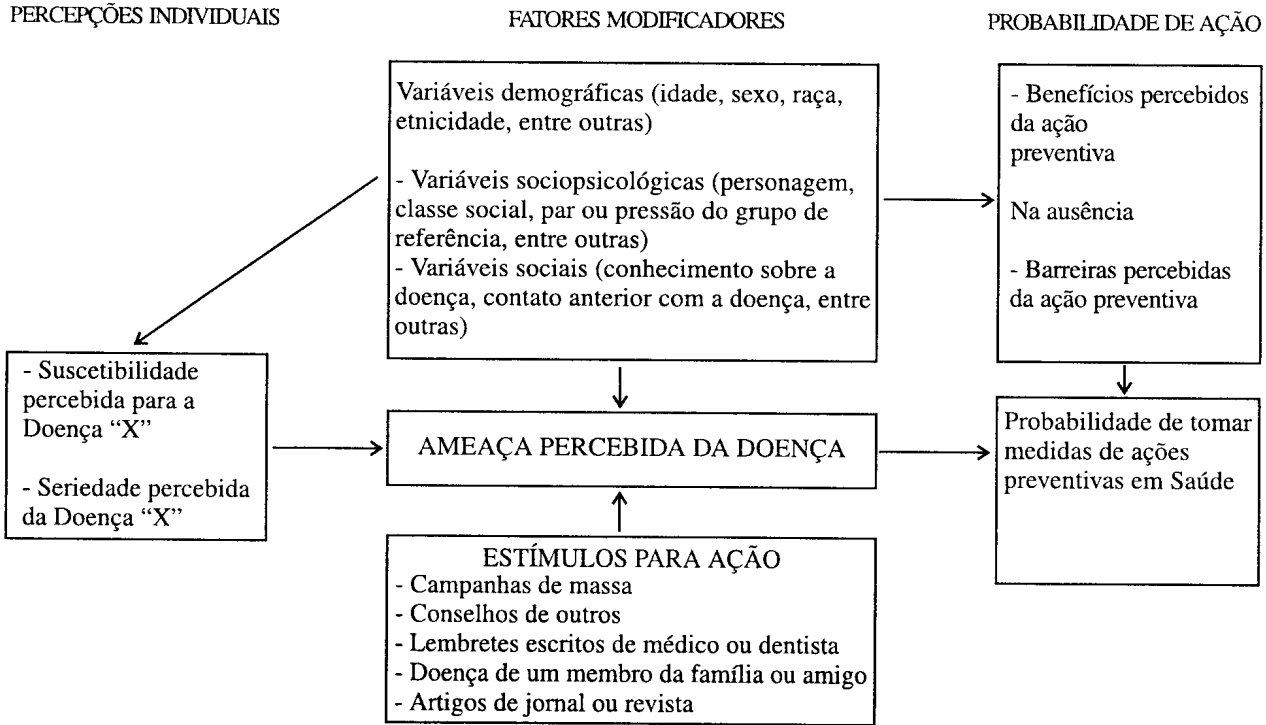 PERCEPÇÕES INDIVIDUAIS
FATORES MODIFICADORES
PROBABILIDADE DE AÇÃO
Variáveis demográficas (idade, sexo, raça,
etnicidade, entre outras)
- Variáveis sociopsicológicas (personagem,
classe social, par ou pressão do grupo de
referência, entre outras)
- Variáveis sociais (conhecimento sobre a
doença, contato anterior com a doença, entre
outras)
- Benefícios percebidos
da ação
preventiva
Na ausência
- Barreiras percebidas
da ação preventiva
- Suscetibilidade
percebida para a
Doença “X”
- Seriedade percebida
da Doença “X”
AMEAÇA PERCEBIDA DA DOENÇA
Probabilidade de tomar
medidas de ações
preventivas em Saúde
ESTÍMULOS PARA AÇÃO
- Campanhas de massa
- Conselhos de outros
- Lembretes escritos de médico ou dentista
- Doença de um membro da família ou amigo
- Artigos de jornal ou revista